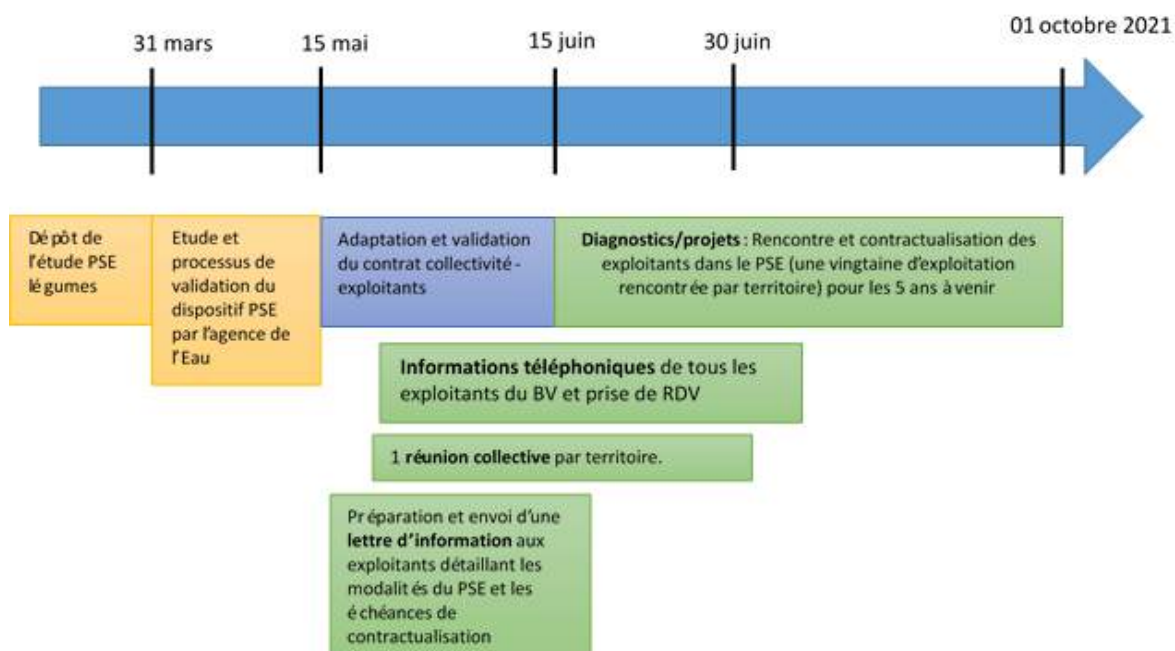 31 mars
15 mai
15 juin
30 juin
01 octobre 2021
Dépôt de
l'étude PSE
légumes
Etude et
processus de
validation du
dispositif PSE
par l'agence de
l'Eau
Adaptation et validation
du contrat collectivité -
exploitants
Diagnostics/projets : Rencontre et contractualisation des
exploitants dans le PSE (une vingtaine d'exploitation
rencontrée par territoire) pour les 5 ans à venir
Informations téléphoniques de tous les
exploitants du BV et prise de RDV
1 réunion collective par territoire.
Préparation et envoi d'une
lettre d'information aux
exploitants détaillant les
modalités du PSE et les
échéances de
contractualisation